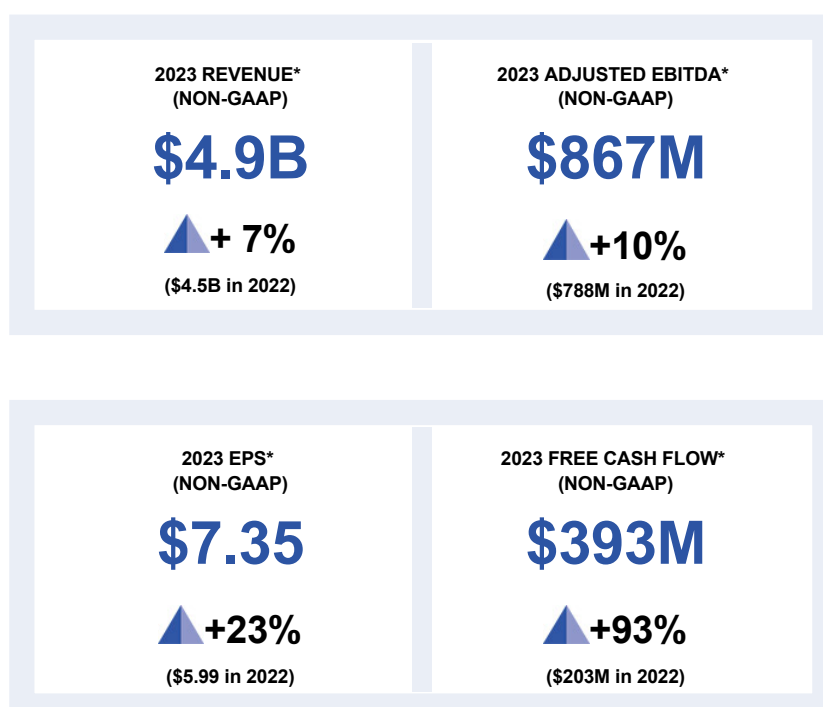 2023 REVENUE*
(NON-GAAP)
$4.9B
+ 7%
($4.5B in 2022)
2023 ADJUSTED EBITDA*
(NON-GAAP)
$867M
+10%
($788M in 2022)
2023 EPS*
(NON-GAAP)
$7.35
+23%
($5.99 in 2022)
2023 FREE CASH FLOW*
(NON-GAAP)
$393M
+93%
($203M in 2022)